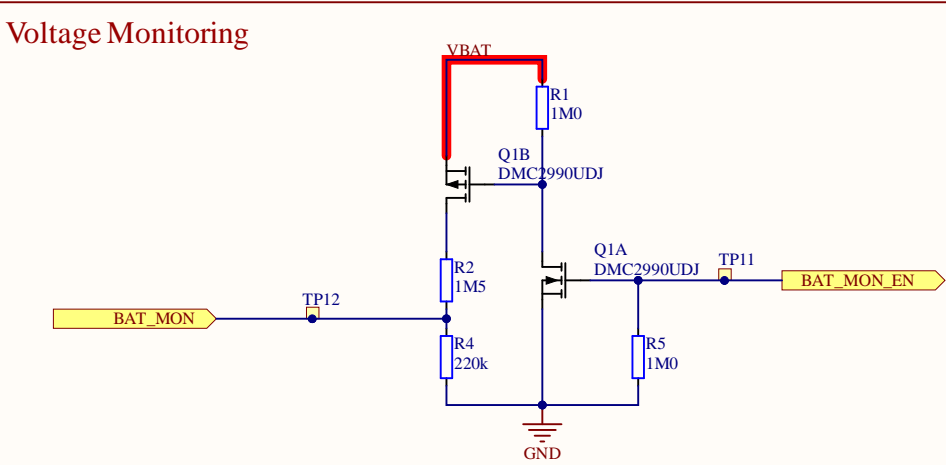 Voltage Monitoring
VBAT
R1
1M0
Q1B
DMC2990UDJ
Q1A
DMC2990UDJ
TP11
BAT_MON_EN
R2
1M5
TP12
BAT_MON
R4
220k
R5
1M0
GND